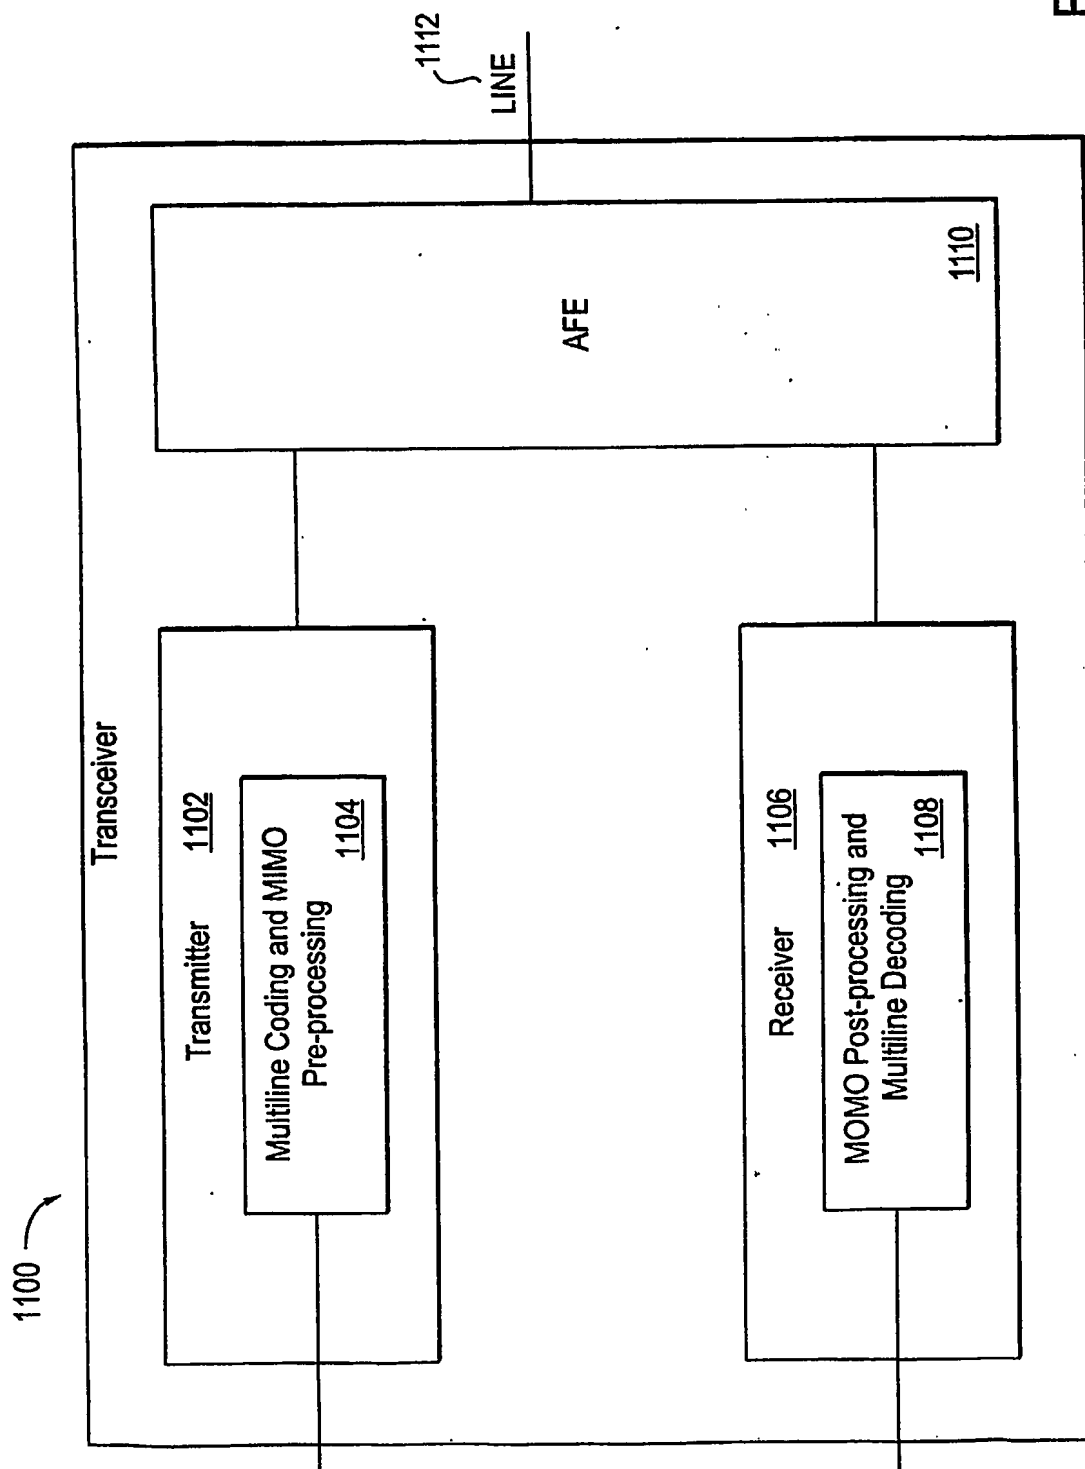 1100
Transceiver
Transmitter 1102
Multiline Coding and MIMO
Pre-processing
1104
Receiver 1106
MOMO Post-processing and
Multiline Decoding
1108
AFE
1110
1112
LINE